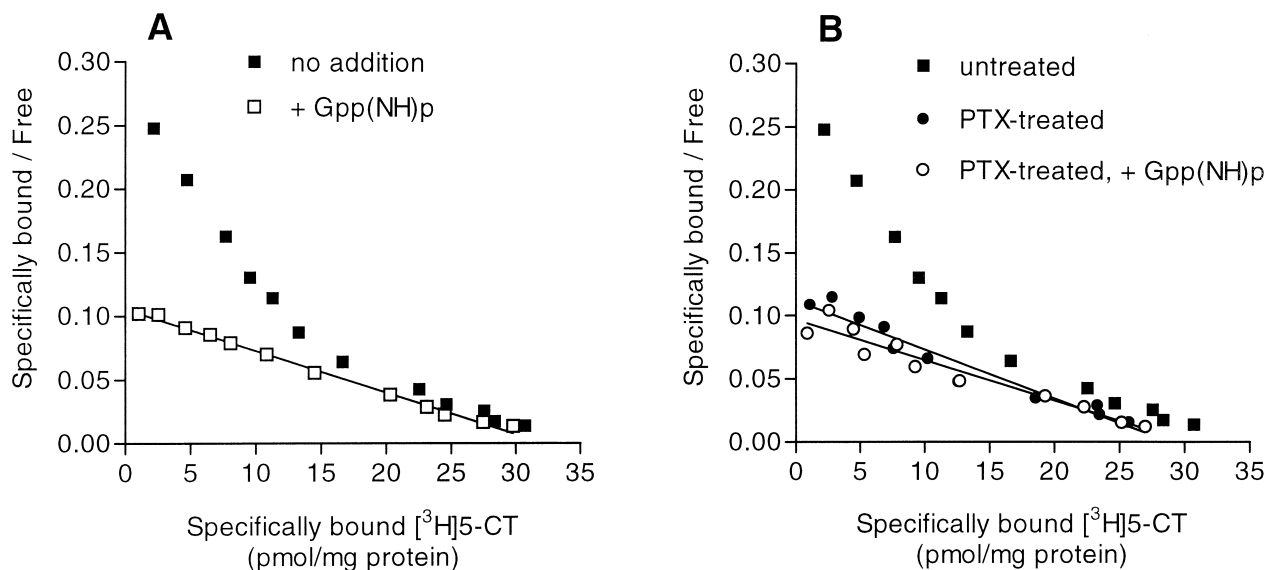 A
no addition
+ Gpp(NH)p
0.30
0.25
0.20
0.15
0.10
0.05
0.00
Specifically bound / Free
0 5 10 15 20 25 30 35
Specifically bound [³H]5-CT
(pmol/mg protein)
B
untreated
PTX-treated
PTX-treated, + Gpp(NH)p
0.30
0.25
0.20
0.15
0.10
0.05
0.00
Specifically bound / Free
0 5 10 15 20 25 30 35
Specifically bound [³H]5-CT
(pmol/mg protein)